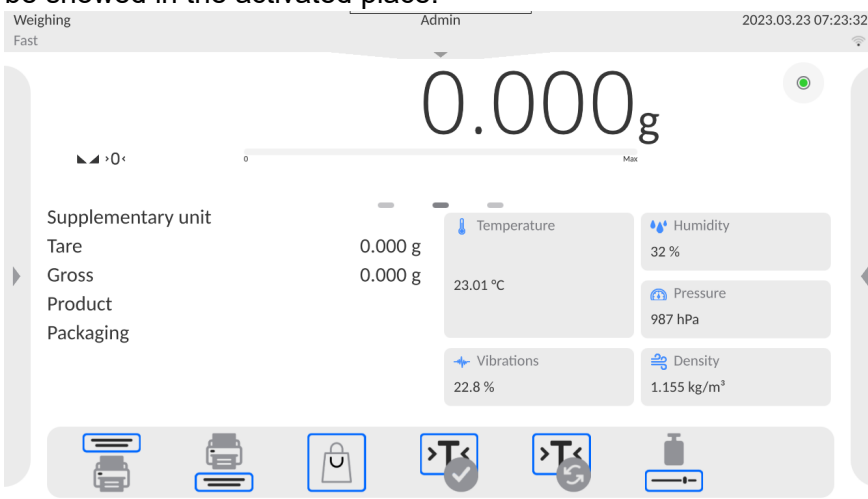 be showed in the activated place.
Weighing Admin 2023.03.23 07:23:32
Fast
0.000g
>0<
0 Max
Supplementary unit
Tare 0.000 g
Gross 0.000 g
Product
Packaging
Temperature
23.01 °C
Humidity
32 %
Pressure
987 hPa
Vibrations
22.8 %
Density
1.155 kg/m³
>T< >T<